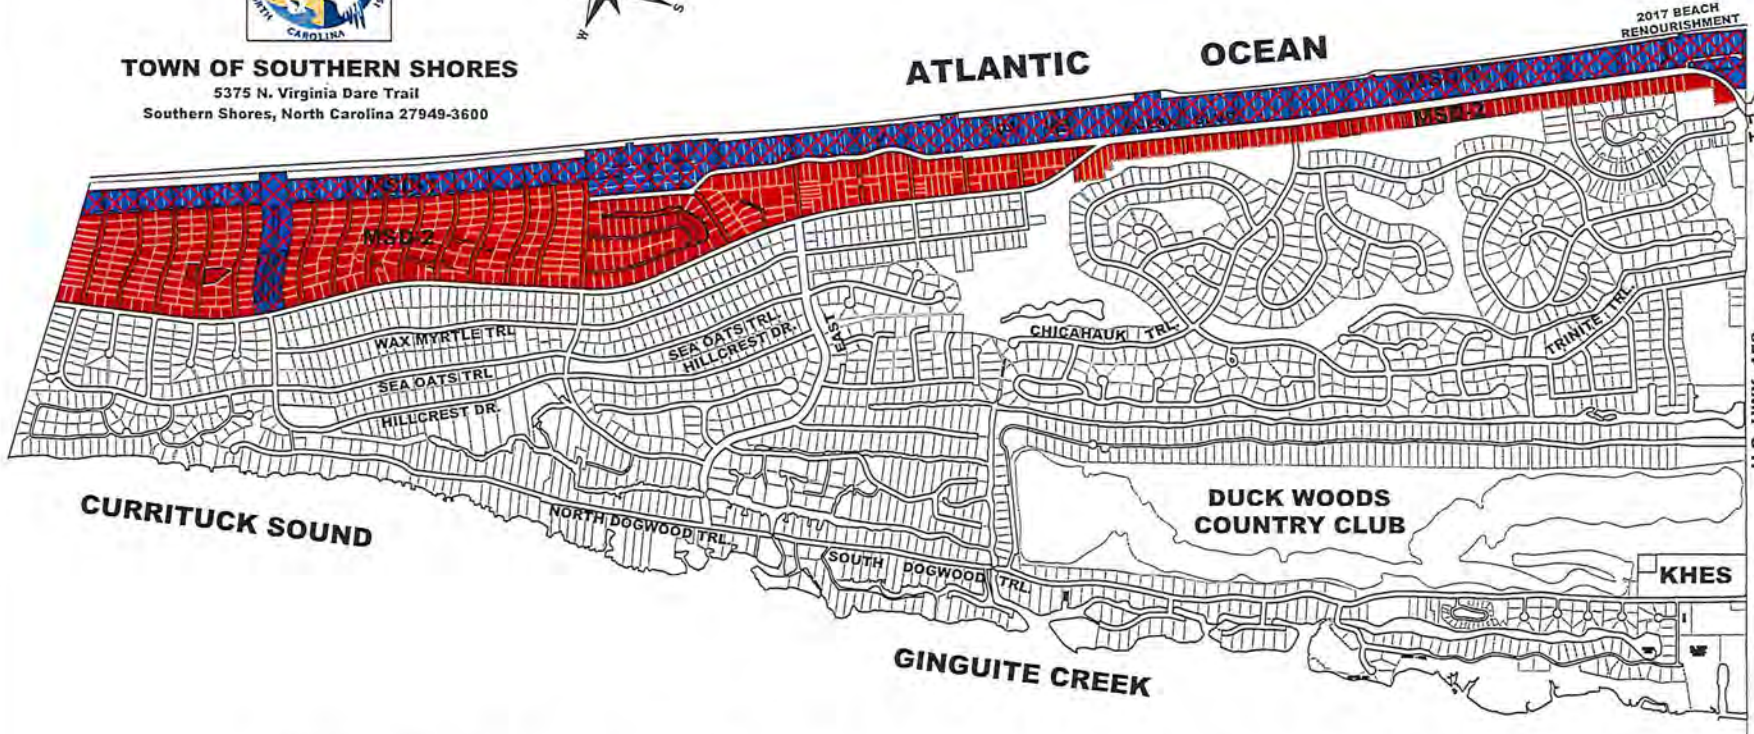 CAROLINA
W
S
2017 BEACH
RENOURISHMENT
TOWN OF SOUTHERN SHORES
5375 N. Virginia Dare Trail
Southern Shores, North Carolina 27949-3600
ATLANTIC OCEAN
MSD-2
MSD-2
WAX MYRTLE TRL
SEA OATS TRL.
HILLCREST DR.
EAST
CHICAHAUK TRL.
TRINITE TRL.
SEA OATS TRL
HILLCREST DR.
CURRITUCK SOUND
NORTH DOGWOOD TRL.
SOUTH DOGWOOD TRL.
DUCK WOODS
COUNTRY CLUB
KHES
GINGUITE CREEK